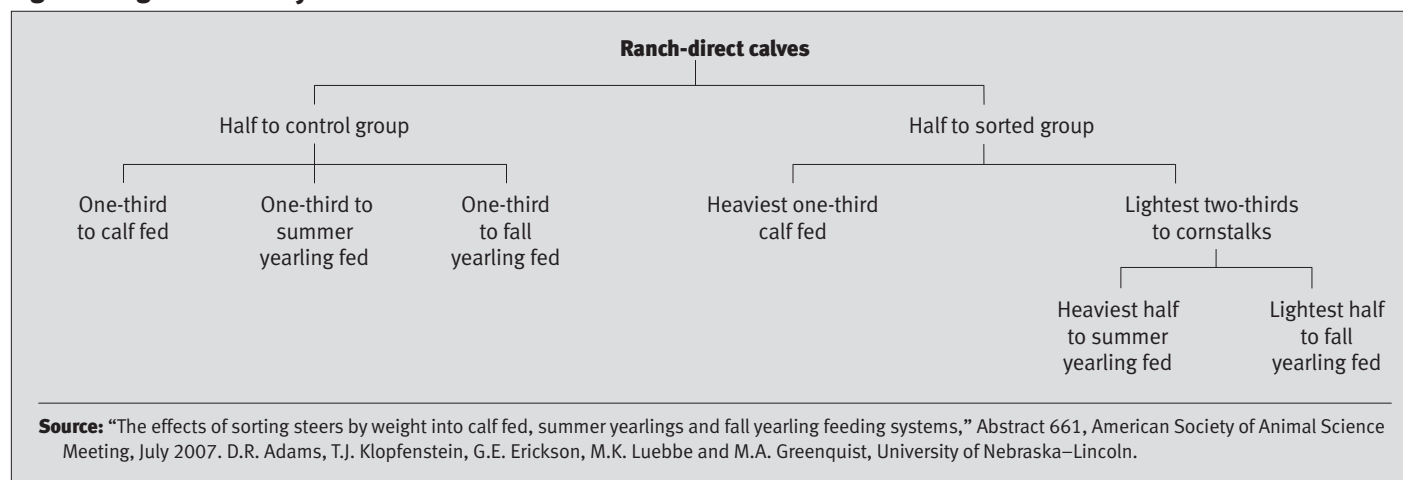 Ranch-direct calves
Half to control group
Half to sorted group
One-third
to calf fed
One-third to
summer
yearling fed
One-third
to fall
yearling fed
Heaviest one-third
calf fed
Lightest two-thirds
to cornstalks
Heaviest half
to summer
yearling fed
Lightest half
to fall
yearling fed
Source: “The effects of sorting steers by weight into calf fed, summer yearlings and fall yearling feeding systems,” Abstract 661, American Society of Animal Science
Meeting, July 2007. D.R. Adams, T.J. Klopfenstein, G.E. Erickson, M.K. Luebbe and M.A. Greenquist, University of Nebraska–Lincoln.